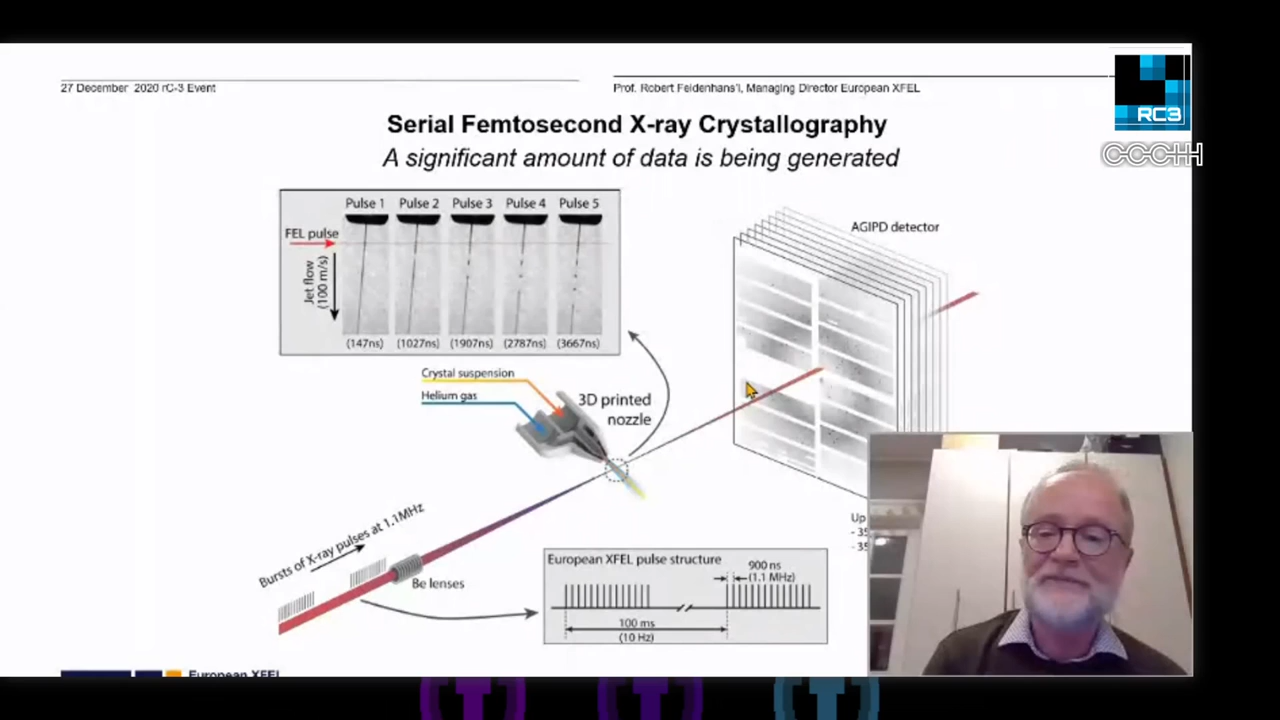 27 December 2020 rC-3 Event
Prof. Robert Feidenhans'l, Managing Director European XFEL
RC3
CCCHH
Serial Femtosecond X-ray Crystallography
A significant amount of data is being generated
Pulse 1 Pulse 2 Pulse 3 Pulse 4 Pulse 5
FEL pulse
Jet flow
(100 m/s)
(147ns) (1027ns) (1907ns) (2787ns) (3667ns)
AGIPD detector
Crystal suspension
Helium gas
3D printed
nozzle
Bursts of X-ray pulses at 1.1MHz
Be lenses
Up
- 35
- 35
European XFEL pulse structure
900 ns
(1.1 MHz)
100 ms
(10 Hz)
European XFEL